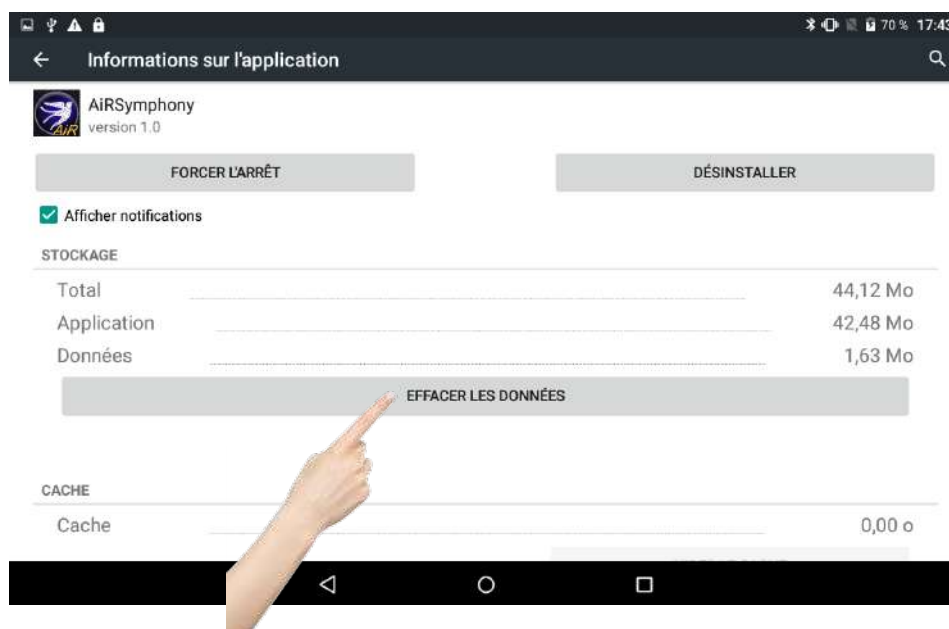 70 % 17:43
Informations sur l'application
AiRSymphony
AiR
version 1.0
FORCER L'ARRÊT DÉSINSTALLER
Afficher notifications
STOCKAGE
Total 44,12 Mo
Application 42,48 Mo
Données 1,63 Mo
EFFACER LES DONNÉES
CACHE
Cache 0,00 o